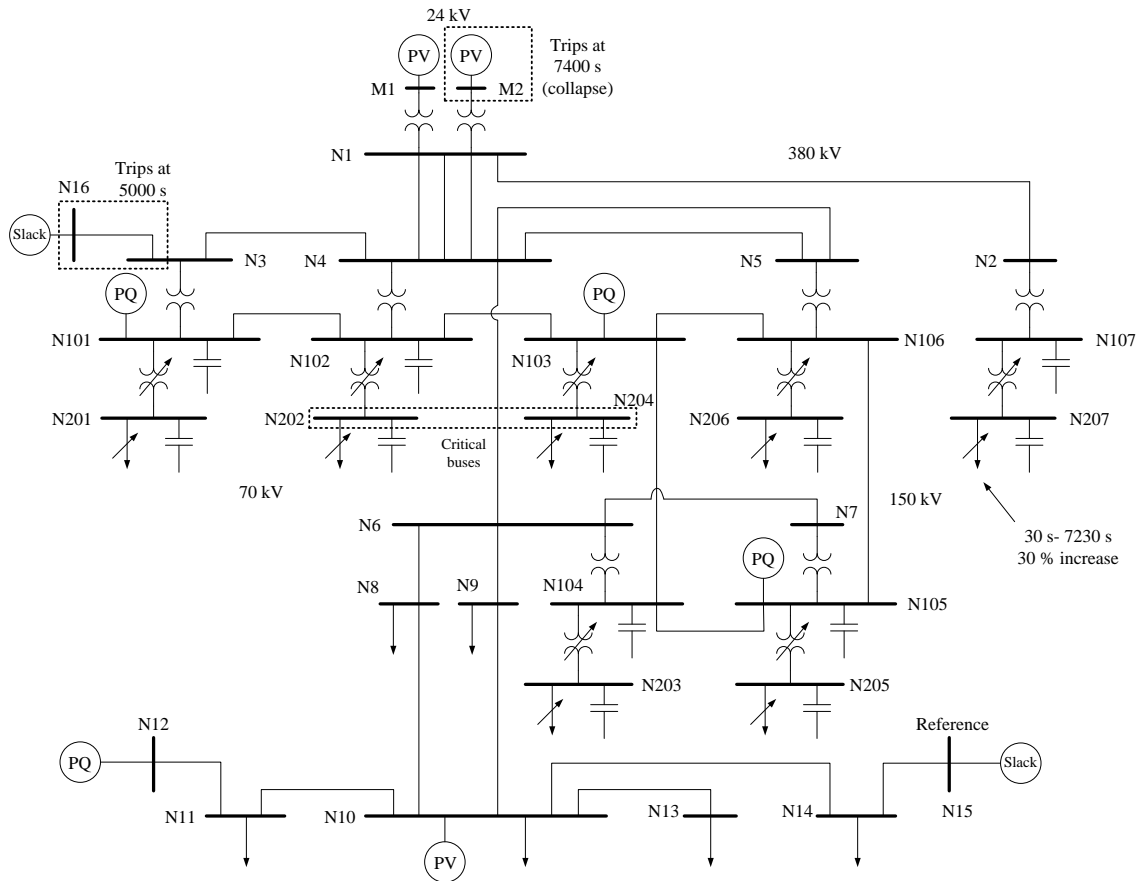 24 kV
PV
PV
Trips at
7400 s
(collapse)
M1
M2
N1
380 kV
Trips at
5000 s
N16
Slack
N3
N4
N5
N2
PQ
PQ
N101
N102
N103
N106
N107
N201
N202
N204
N206
N207
Critical
buses
70 kV
150 kV
30 s- 7230 s
30 % increase
N6
N7
PQ
N8
N9
N104
N105
N203
N205
N12
Reference
PQ
Slack
N11
N10
N13
N14
N15
PV